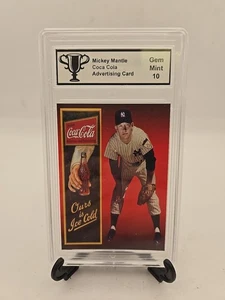 Mickey Mantle
Coca Cola
Advertising Card
Gem
Mint
10
Coca-Cola
Ours
is
Ice Cold